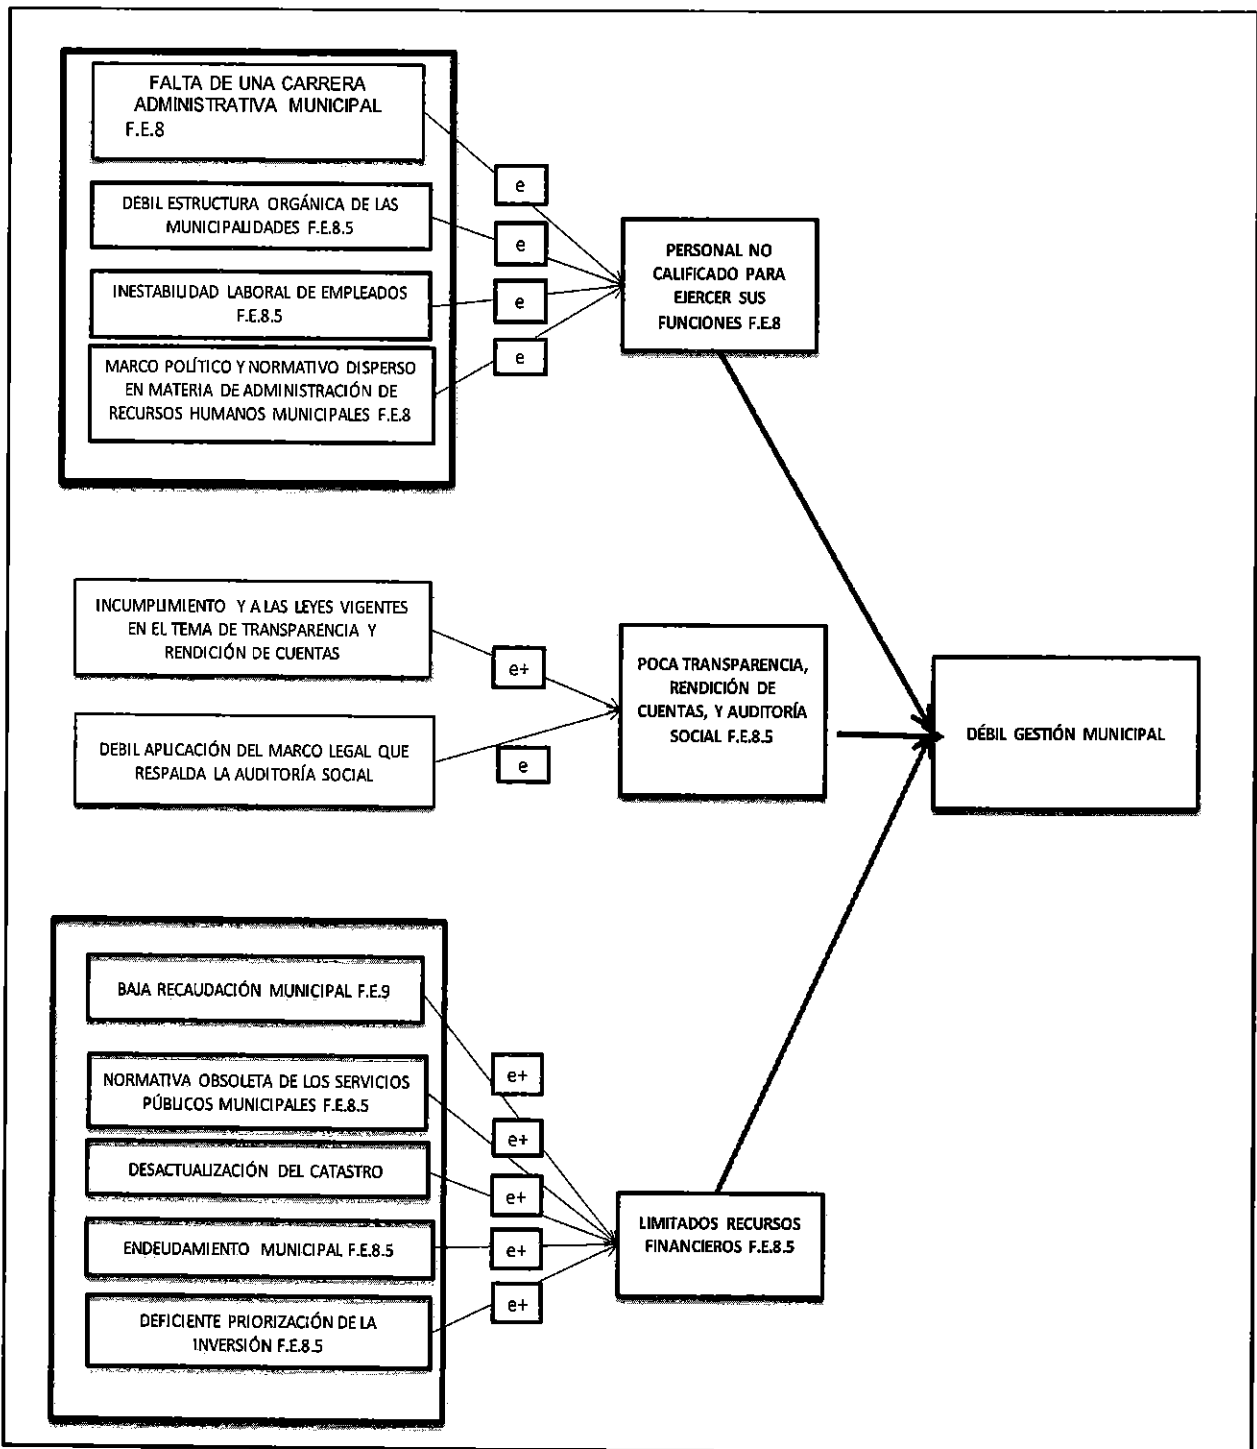 FALTA DE UNA CARRERA
ADMINISTRATIVA MUNICIPAL
F.E.8
DEBIL ESTRUCTURA ORGÁNICA DE LAS
MUNICIPALIDADES F.E.8.5
INESTABILIDAD LABORAL DE EMPLEADOS
F.E.8.5
MARCO POLÍTICO Y NORMATIVO DISPERSO
EN MATERIA DE ADMINISTRACIÓN DE
RECURSOS HUMANOS MUNICIPALES F.E.8
e
e
e
e
PERSONAL NO
CALIFICADO PARA
EJERCER SUS
FUNCIONES F.E.8
INCUMPLIMIENTO Y A LAS LEYES VIGENTES
EN EL TEMA DE TRANSPARENCIA Y
RENDICIÓN DE CUENTAS
DEBIL APLICACIÓN DEL MARCO LEGAL QUE
RESPALDA LA AUDITORÍA SOCIAL
e+
e
POCA TRANSPARENCIA,
RENDICIÓN DE
CUENTAS, Y AUDITORÍA
SOCIAL F.E.8.5
DÉBIL GESTIÓN MUNICIPAL
BAJA RECAUDACIÓN MUNICIPAL F.E.9
NORMATIVA OBSOLETA DE LOS SERVICIOS
PÚBLICOS MUNICIPALES F.E.8.5
DESACTUALIZACIÓN DEL CATASTRO
ENDEUDAMIENTO MUNICIPAL F.E.8.5
DEFICIENTE PRIORIZACIÓN DE LA
INVERSIÓN F.E.8.5
e+
e+
e+
e+
e+
LIMITADOS RECURSOS
FINANCIEROS F.E.8.5